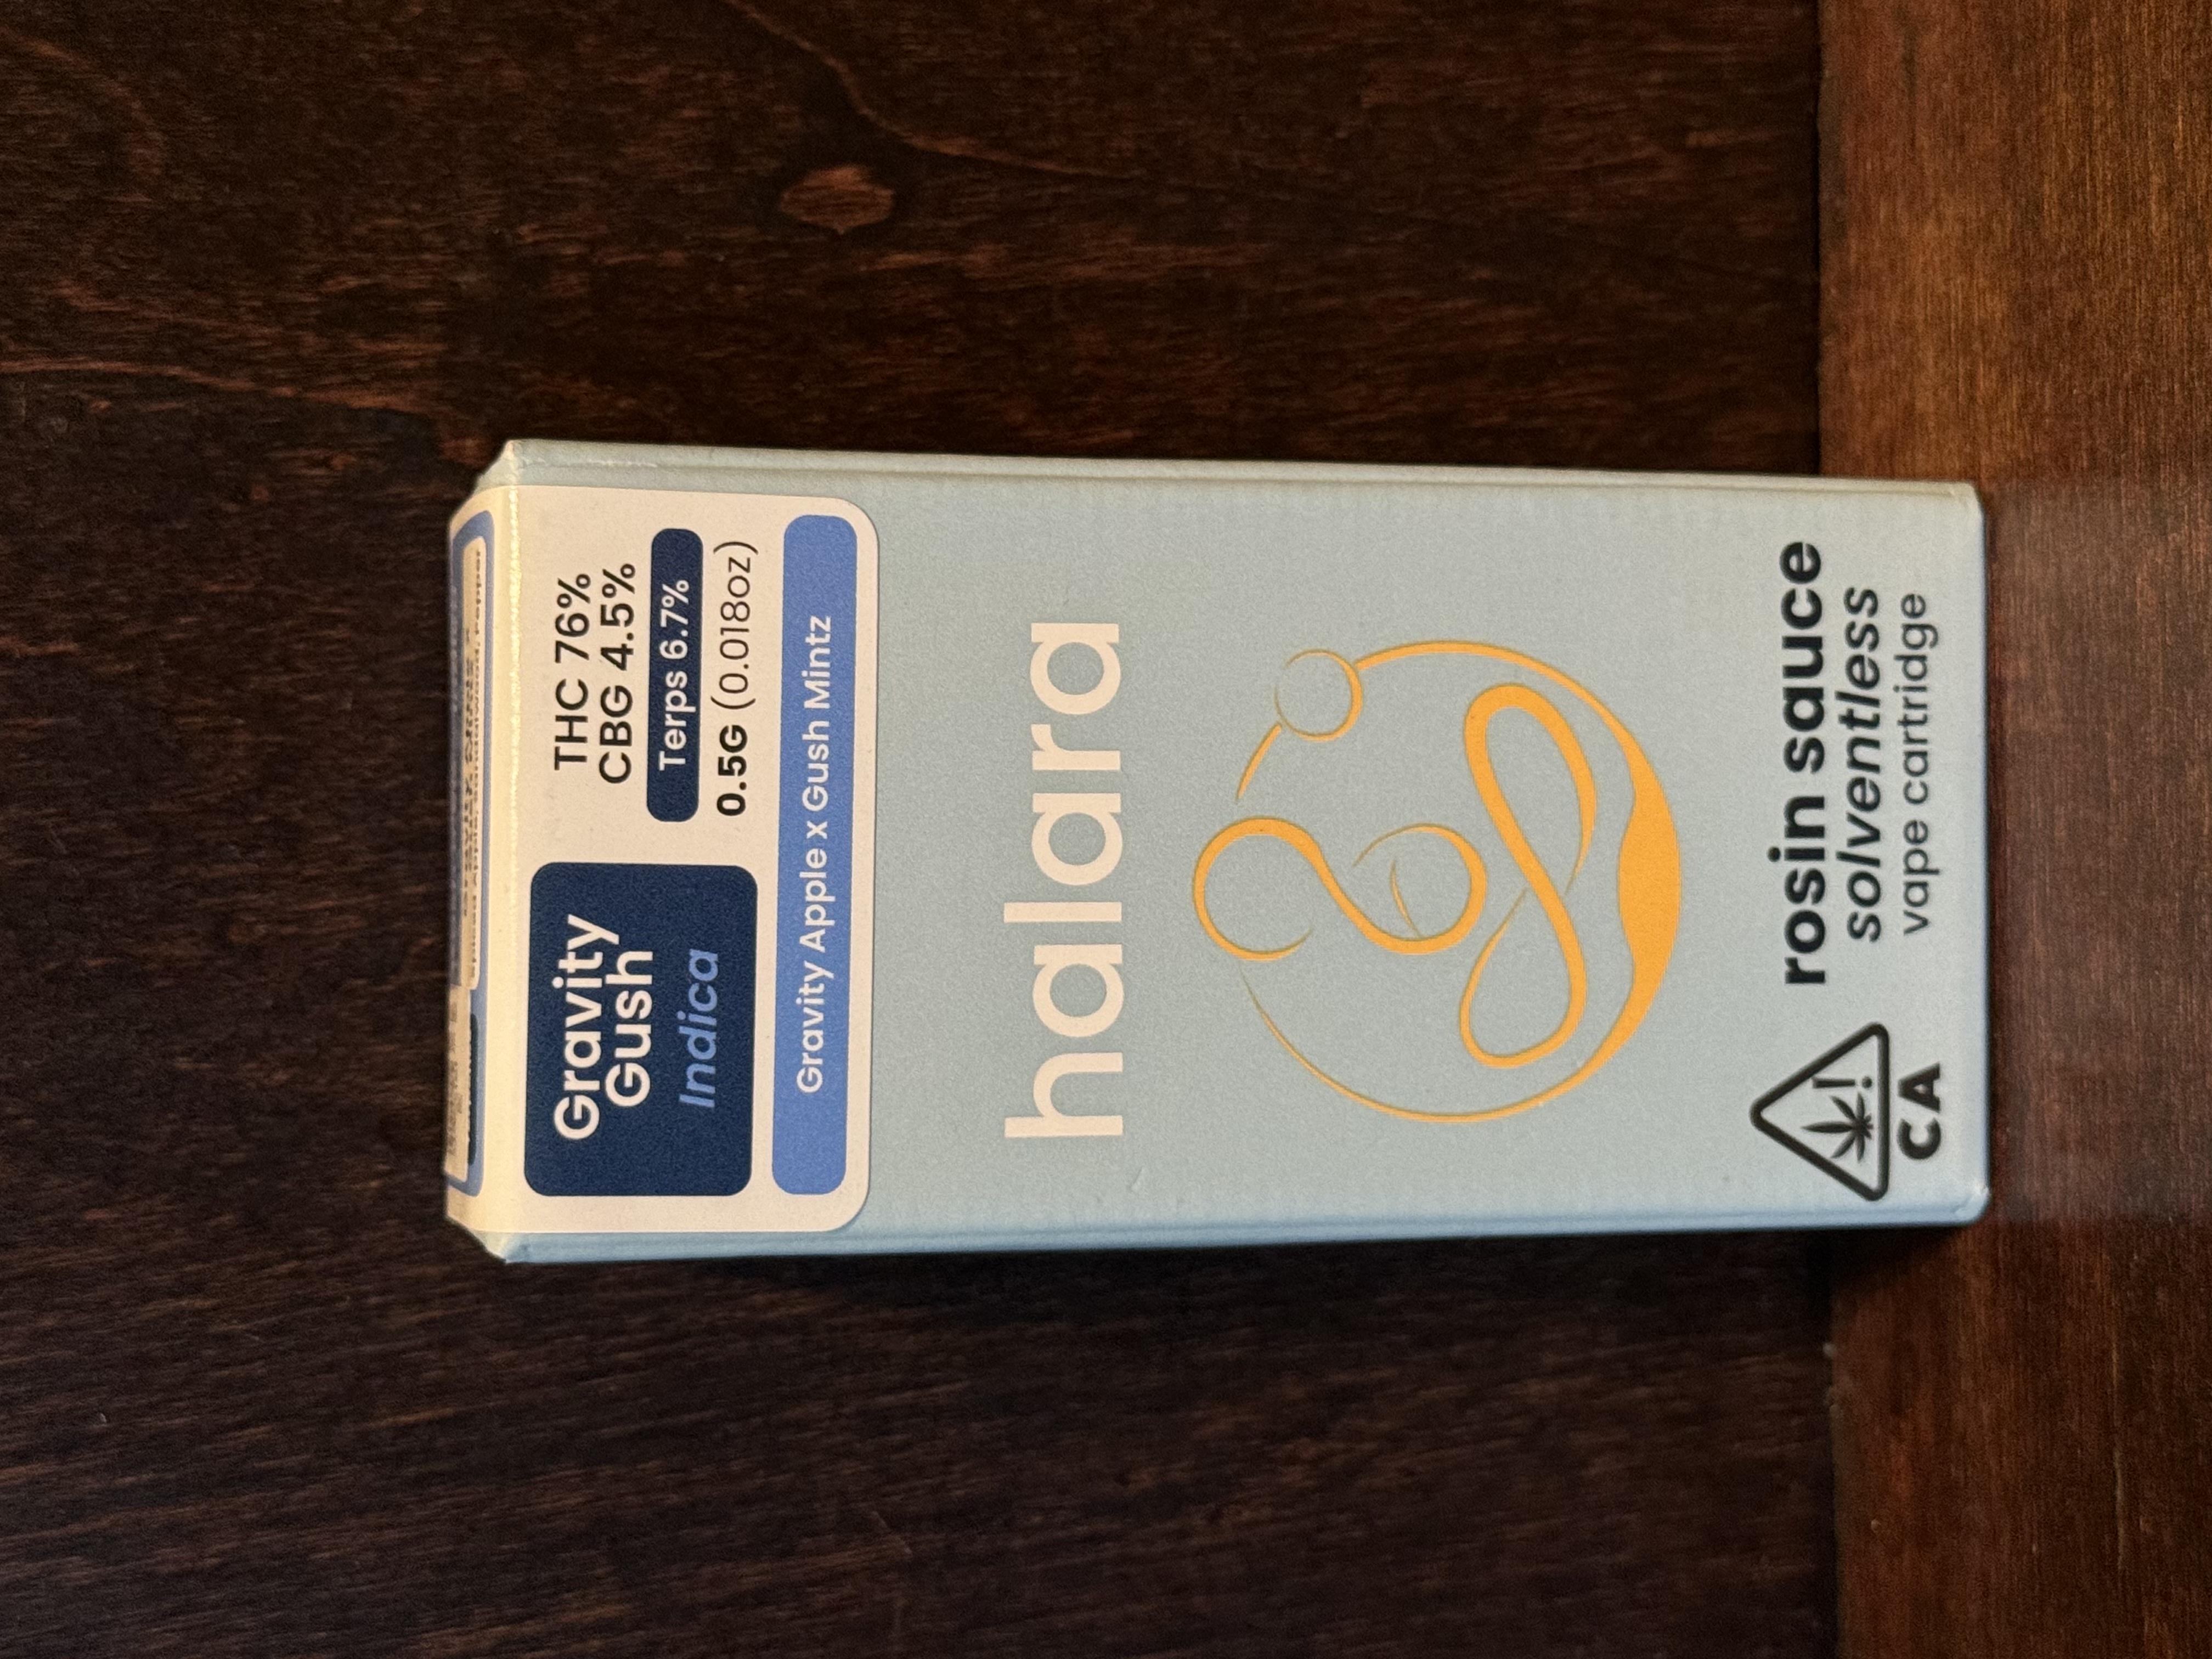 Gravity
Gush
Indica
THC 76%
CBG 4.5%
Terps 6.7%
0.5G (0.018oz)
Gravity Apple x Gush Mintz
halara
CA
rosin sauce
solventless
vape cartridge